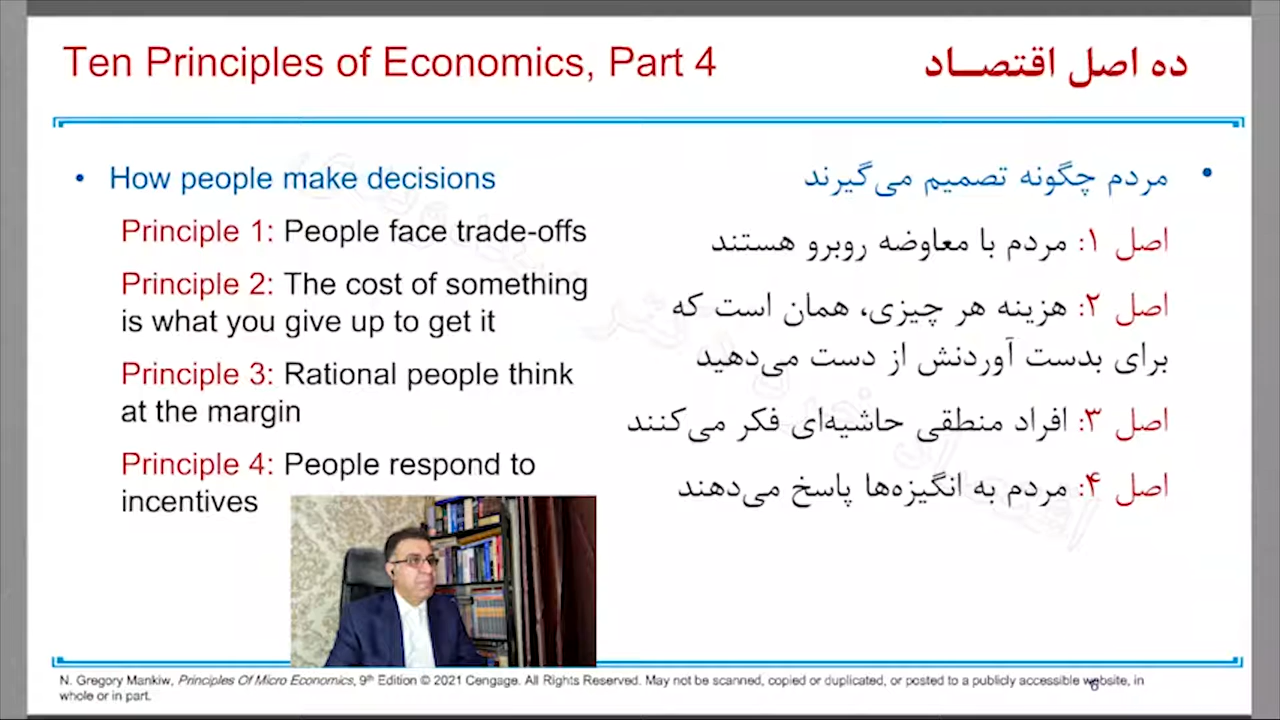 Ten Principles of Economics, Part 4
ده اصل اقتصاد
• How people make decisions
Principle 1: People face trade-offs
Principle 2: The cost of something
is what you give up to get it
Principle 3: Rational people think
at the margin
Principle 4: People respond to
incentives
• مردم چگونه تصمیم می‌گیرند
اصل ۱: مردم با معاوضه روبرو هستند
اصل ۲: هزینه هر چیزی، همان است که
برای بدست آوردنش از دست می‌دهید
اصل ۳: افراد منطقی حاشیه‌ای فکر می‌کنند
اصل ۴: مردم به انگیزه‌ها پاسخ می‌دهند
N. Gregory Mankiw, Principles Of Micro Economics, 9th Edition © 2021 Cengage. All Rights Reserved. May not be scanned, copied or duplicated, or posted to a publicly accessible website, in
whole or in part.
6